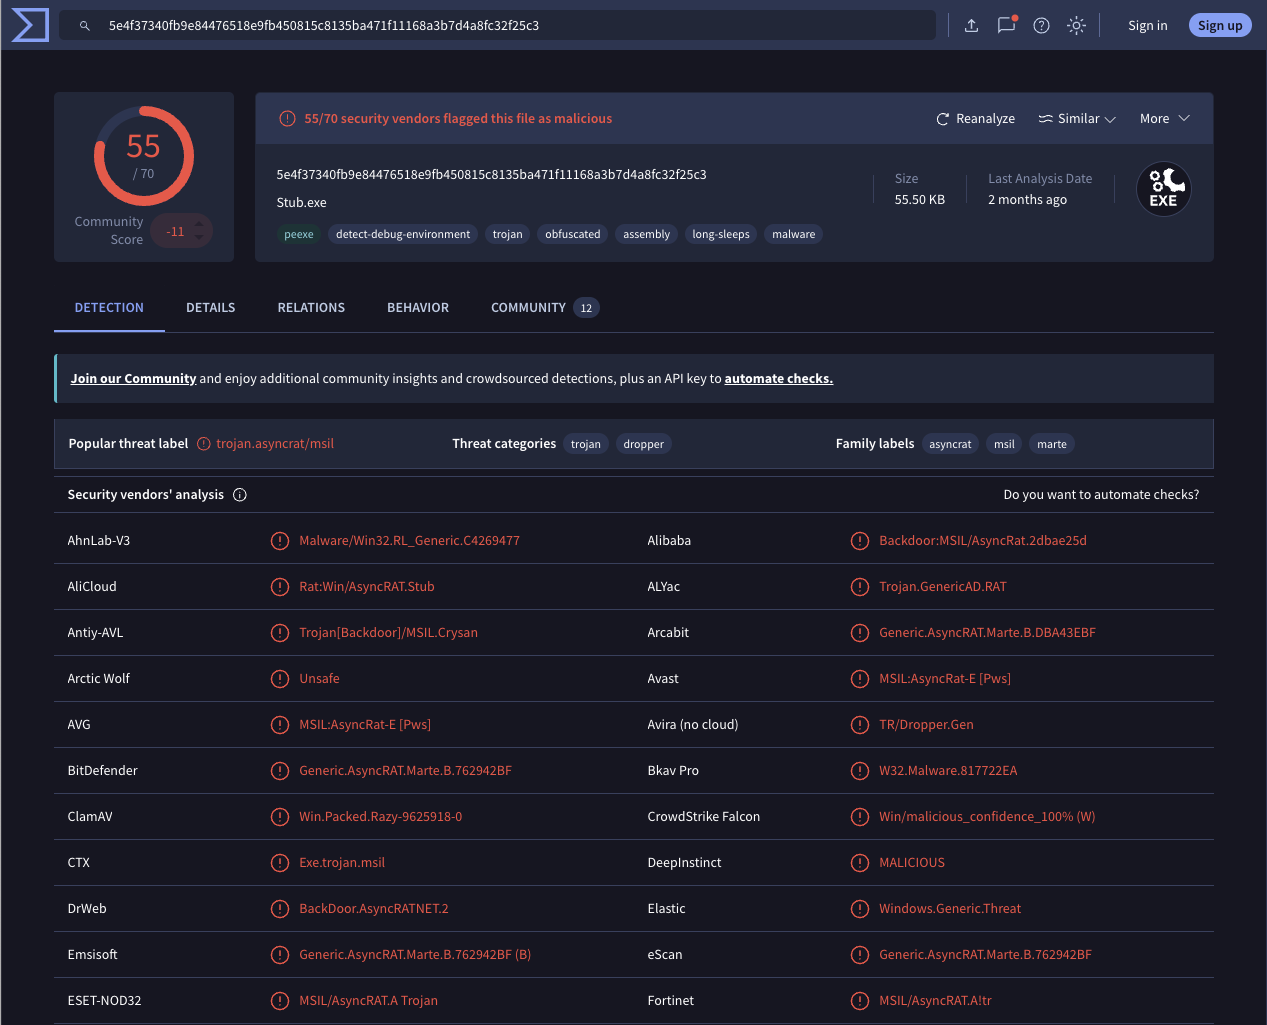 5e4f37340fb9e84476518e9fb450815c8135ba471f11168a3b7d4a8fc32f25c3
Sign in
Sign up
55
/ 70
Community Score
-11
55/70 security vendors flagged this file as malicious
Reanalyze
Similar
More
5e4f37340fb9e84476518e9fb450815c8135ba471f11168a3b7d4a8fc32f25c3
Stub.exe
Size
55.50 KB
Last Analysis Date
2 months ago
EXE
peexe
detect-debug-environment
trojan
obfuscated
assembly
long-sleeps
malware
DETECTION
DETAILS
RELATIONS
BEHAVIOR
COMMUNITY 12
Join our Community and enjoy additional community insights and crowdsourced detections, plus an API key to automate checks.
Popular threat label trojan.asyncrat/msil
Threat categories trojan dropper
Family labels asyncrat msil marte
Security vendors' analysis
Do you want to automate checks?
AhnLab-V3 Malware/Win32.RL_Generic.C4269477
Alibaba Backdoor:MSIL/AsyncRat.2dbae25d
AliCloud Rat:Win/AsyncRAT.Stub
ALYac Trojan.GenericAD.RAT
Antiy-AVL Trojan[Backdoor]/MSIL.Crysan
Arcabit Generic.AsyncRAT.Marte.B.DBA43EBF
Arctic Wolf Unsafe
Avast MSIL:AsyncRat-E [Pws]
AVG MSIL:AsyncRat-E [Pws]
Avira (no cloud) TR/Dropper.Gen
BitDefender Generic.AsyncRAT.Marte.B.762942BF
Bkav Pro W32.Malware.817722EA
ClamAV Win.Packed.Razy-9625918-0
CrowdStrike Falcon Win/malicious_confidence_100% (W)
CTX Exe.trojan.msil
DeepInstinct MALICIOUS
DrWeb BackDoor.AsyncRATNET.2
Elastic Windows.Generic.Threat
Emsisoft Generic.AsyncRAT.Marte.B.762942BF (B)
eScan Generic.AsyncRAT.Marte.B.762942BF
ESET-NOD32 MSIL/AsyncRAT.A Trojan
Fortinet MSIL/AsyncRAT.A!tr